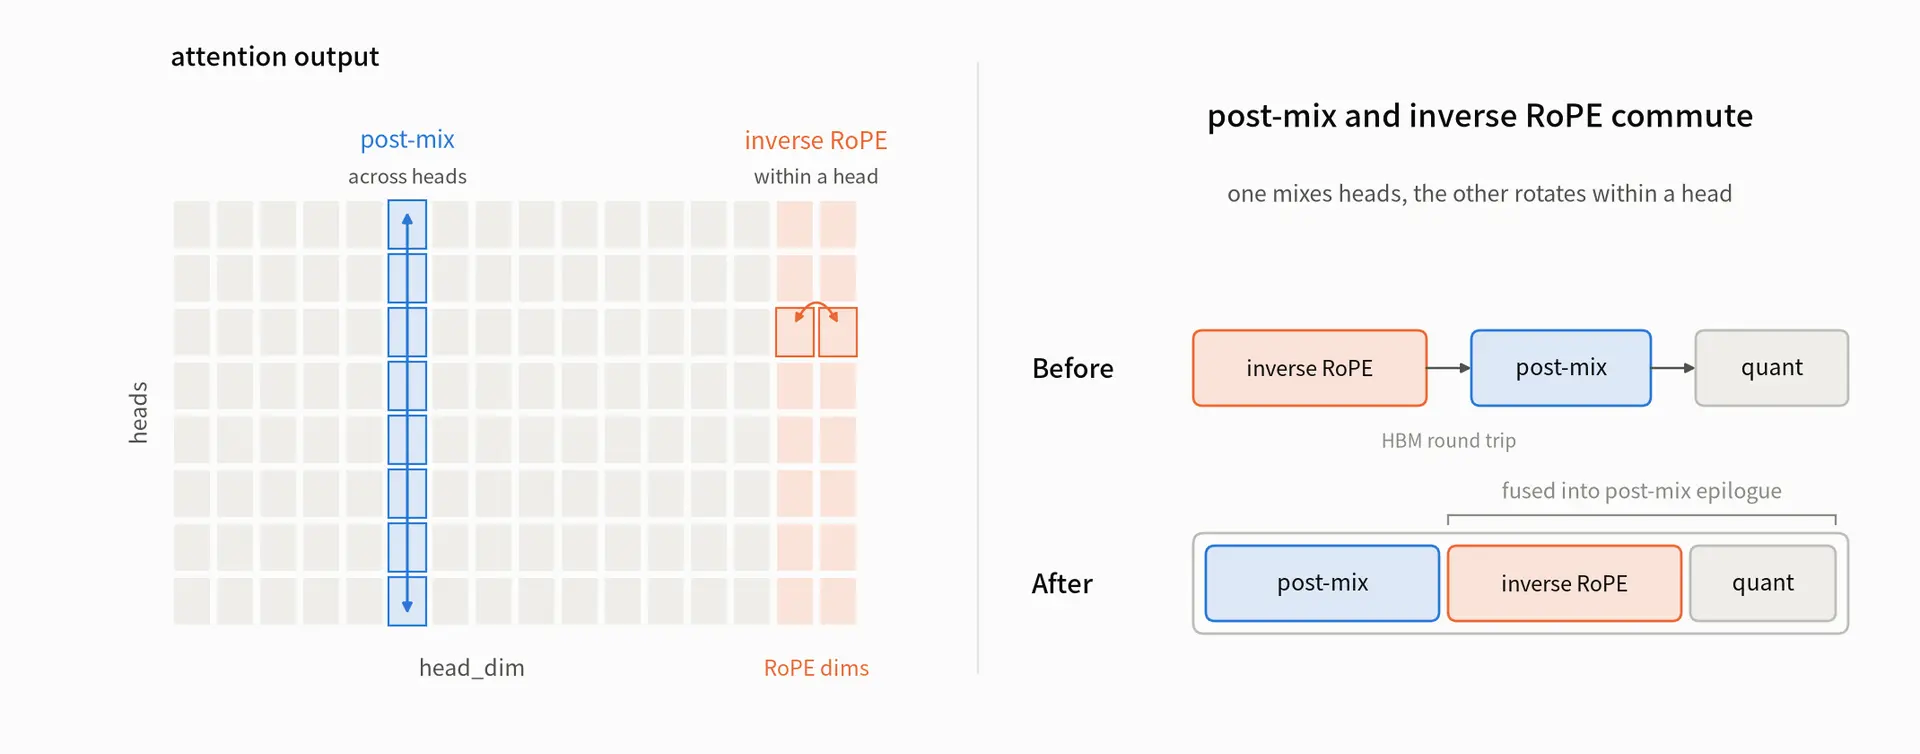 attention output
post-mix
across heads
inverse RoPE
within a head
heads
head_dim
RoPE dims
post-mix and inverse RoPE commute
one mixes heads, the other rotates within a head
Before
inverse RoPE
post-mix
quant
HBM round trip
fused into post-mix epilogue
After
post-mix
inverse RoPE
quant